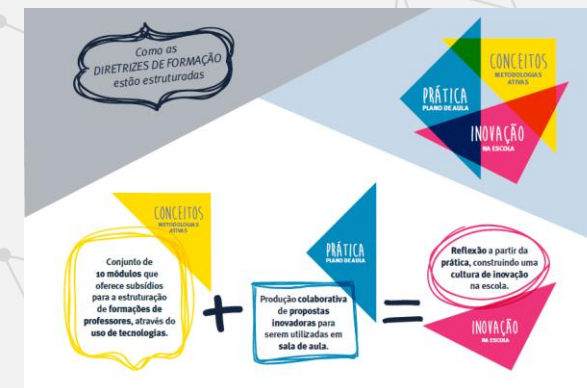 Como as
DIRETRIZES DE FORMAÇÃO
estão estruturadas
CONCEITOS
METODOLOGIAS
ATIVAS
PRÁTICA
PLANO DE AULA
INOVAÇÃO
NA ESCOLA
CONCEITOS
METODOLOGIAS
ATIVAS
Conjunto de
10 módulos que
oferece subsídios
para a estruturação
de formações de
professores, através do
uso de tecnologias.
+
PRÁTICA
PLANO DE AULA
Produção colaborativa
de propostas
inovadoras para
serem utilizadas em
sala de aula.
=
Reflexão a partir da
prática, construindo uma
cultura de inovação
na escola.
INOVAÇÃO
NA ESCOLA